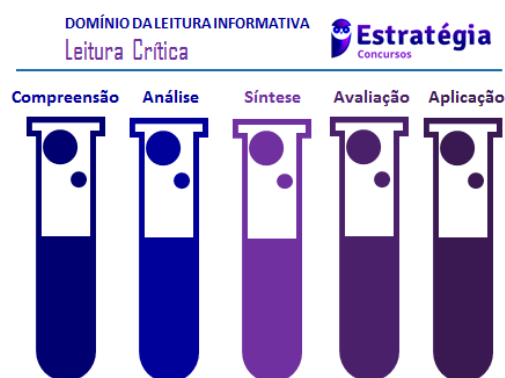 DOMÍNIO DA LEITURA INFORMATIVA
Leitura Crítica
Estratégia
Concursos
Compreensão Análise Síntese Avaliação Aplicação